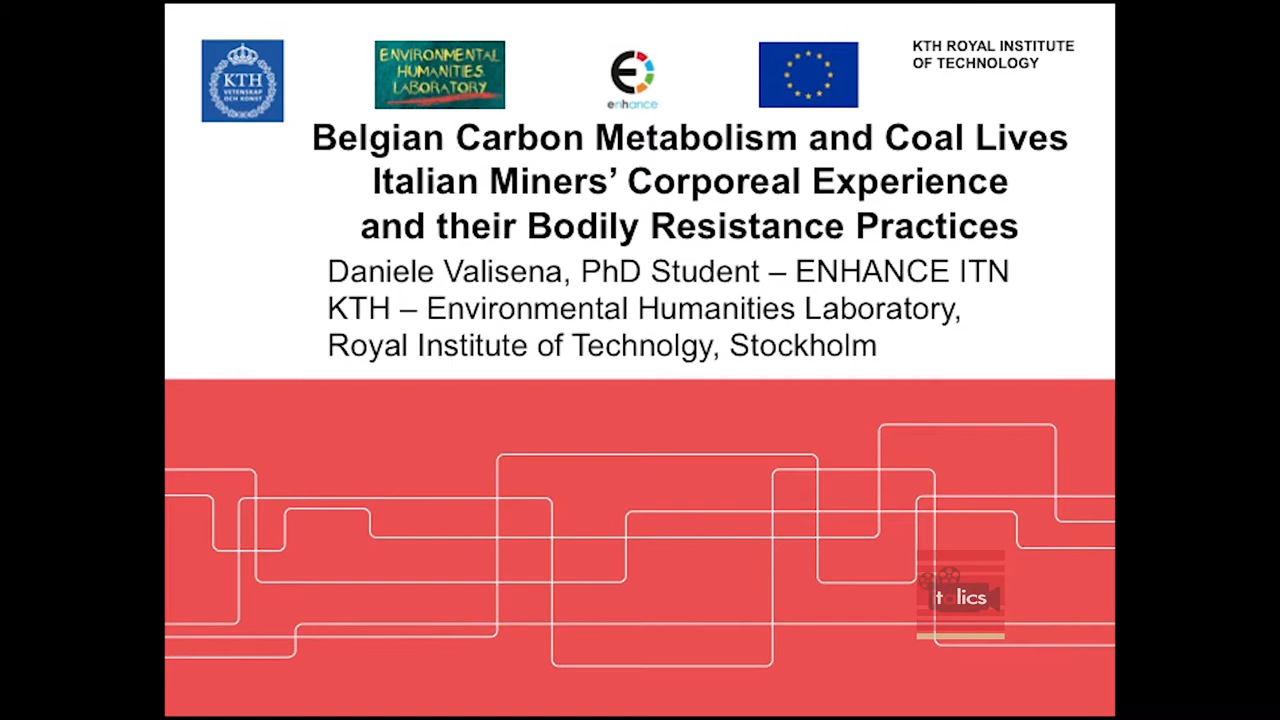 KTH
VETENSKAP
OCH KONST
ENVIRONMENTAL
HUMANITIES
LABORATORY
enhance
KTH ROYAL INSTITUTE
OF TECHNOLOGY
Belgian Carbon Metabolism and Coal Lives
Italian Miners’ Corporeal Experience
and their Bodily Resistance Practices
Daniele Valisena, PhD Student – ENHANCE ITN
KTH – Environmental Humanities Laboratory,
Royal Institute of Technolgy, Stockholm
Italics